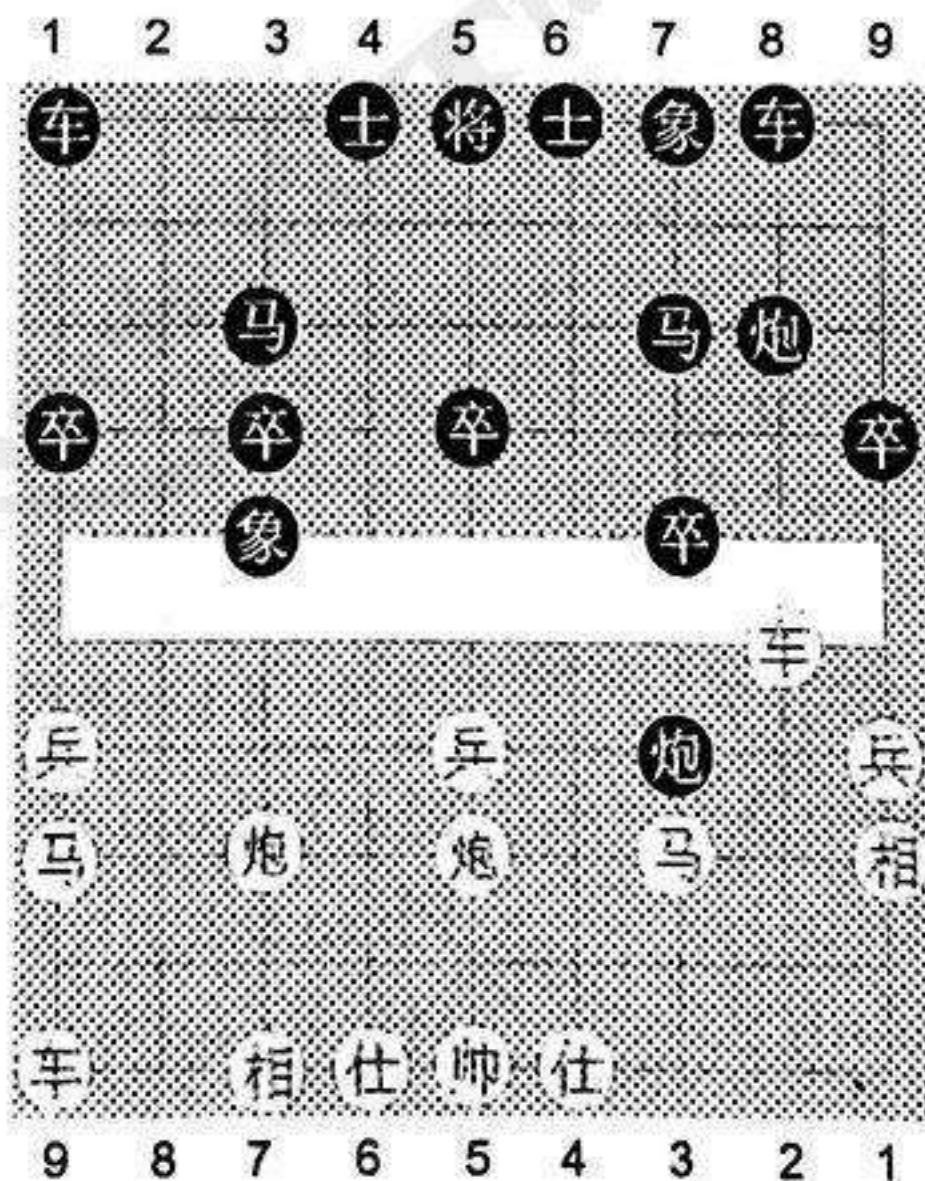 1 2 3 4 5 6 7 8 9
车 士 将 士 象 车
马 马 炮
卒 卒 卒 卒
象 卒
车
兵 兵 炮 兵
马 炮 炮 马 相
车 相 仕 帅 仕
9 8 7 6 5 4 3 2 1